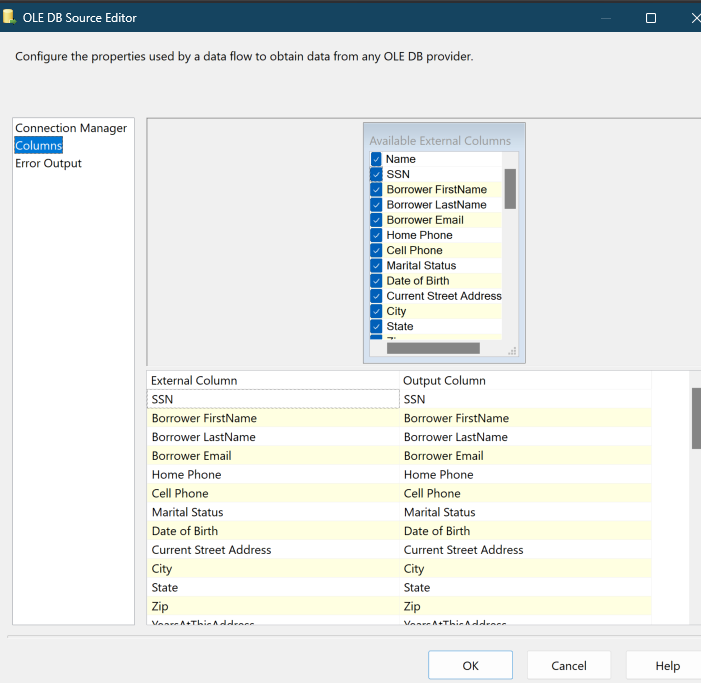 OLE DB Source Editor
Configure the properties used by a data flow to obtain data from any OLE DB provider.
Connection Manager
Columns
Error Output
Available External Columns
Name
SSN
Borrower FirstName
Borrower LastName
Borrower Email
Home Phone
Cell Phone
Marital Status
Date of Birth
Current Street Address
City
State
External Column Output Column
SSN SSN
Borrower FirstName Borrower FirstName
Borrower LastName Borrower LastName
Borrower Email Borrower Email
Home Phone Home Phone
Cell Phone Cell Phone
Marital Status Marital Status
Date of Birth Date of Birth
Current Street Address Current Street Address
City City
State State
Zip Zip
YearsAtThisAddress YearsAtThisAddress
OK Cancel Help